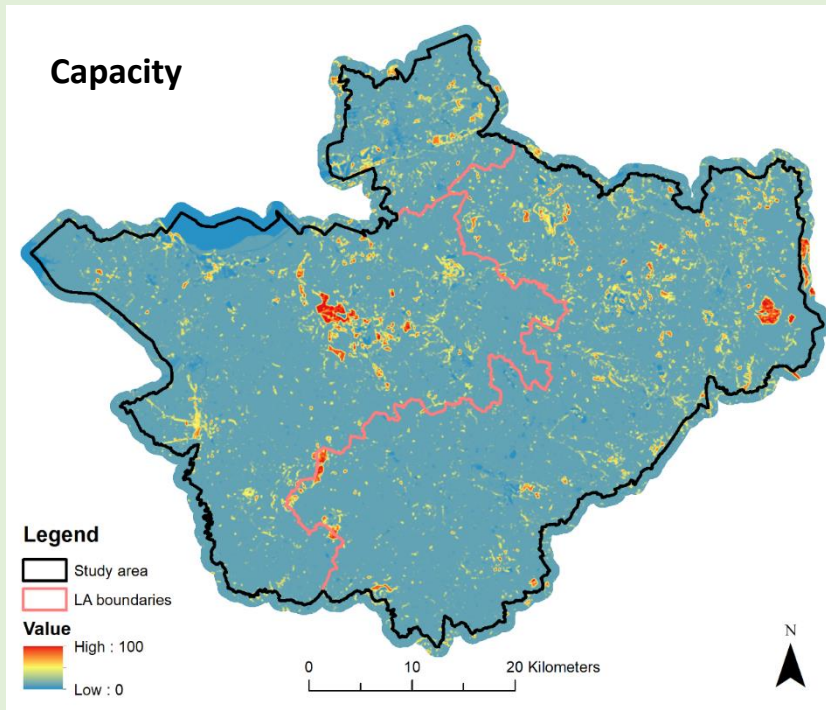 Capacity
Legend
Study area
LA boundaries
Value
High : 100
Low : 0
0 10 20 Kilometers
N